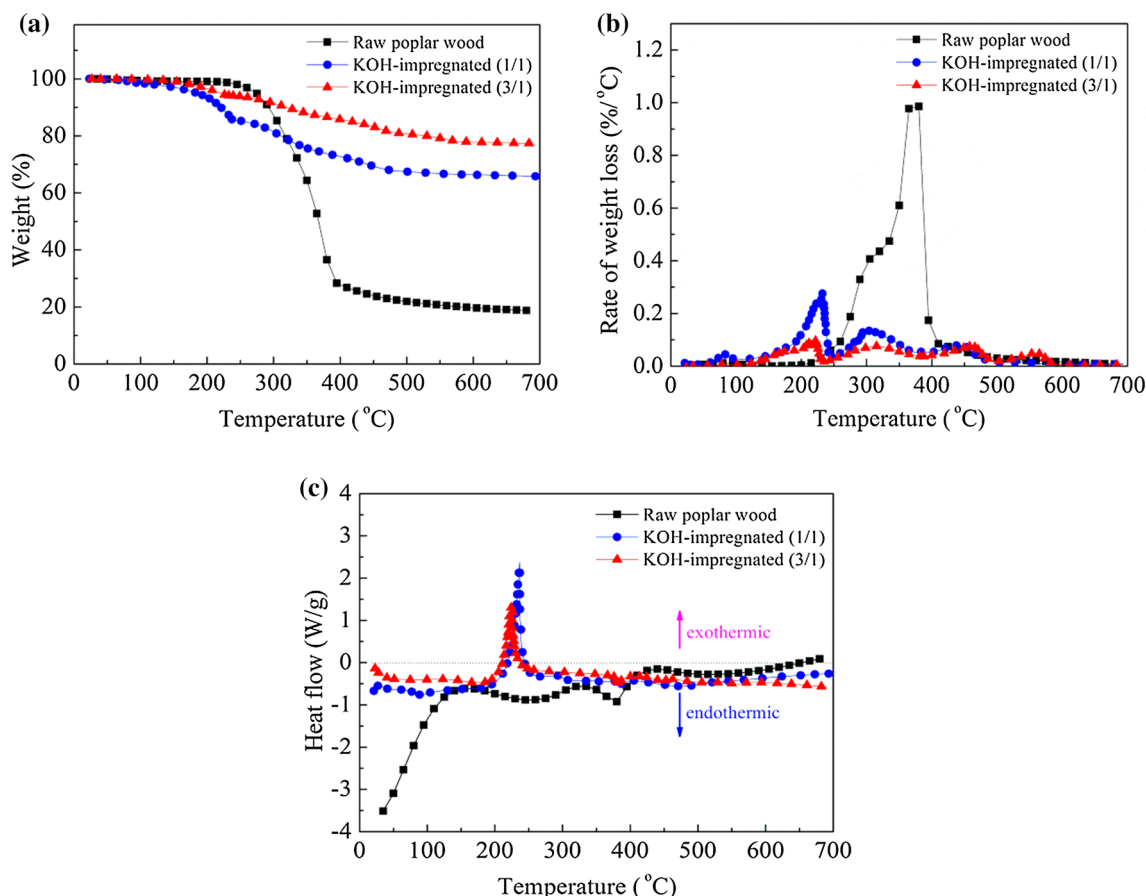 (a)
Raw poplar wood
KOH-impregnated (1/1)
KOH-impregnated (3/1)
100
80
60
40
20
0
Weight (%)
0 100 200 300 400 500 600 700
Temperature ( °C)
(b)
Raw poplar wood
KOH-impregnated (1/1)
KOH-impregnated (3/1)
1.2
1.0
0.8
0.6
0.4
0.2
0.0
Rate of weight loss (%/°C)
0 100 200 300 400 500 600 700
Temperature ( °C)
(c)
Raw poplar wood
KOH-impregnated (1/1)
KOH-impregnated (3/1)
4
3
2
1
0
-1
-2
-3
-4
Heat flow (W/g)
exothermic
endothermic
0 100 200 300 400 500 600 700
Temperature ( °C)